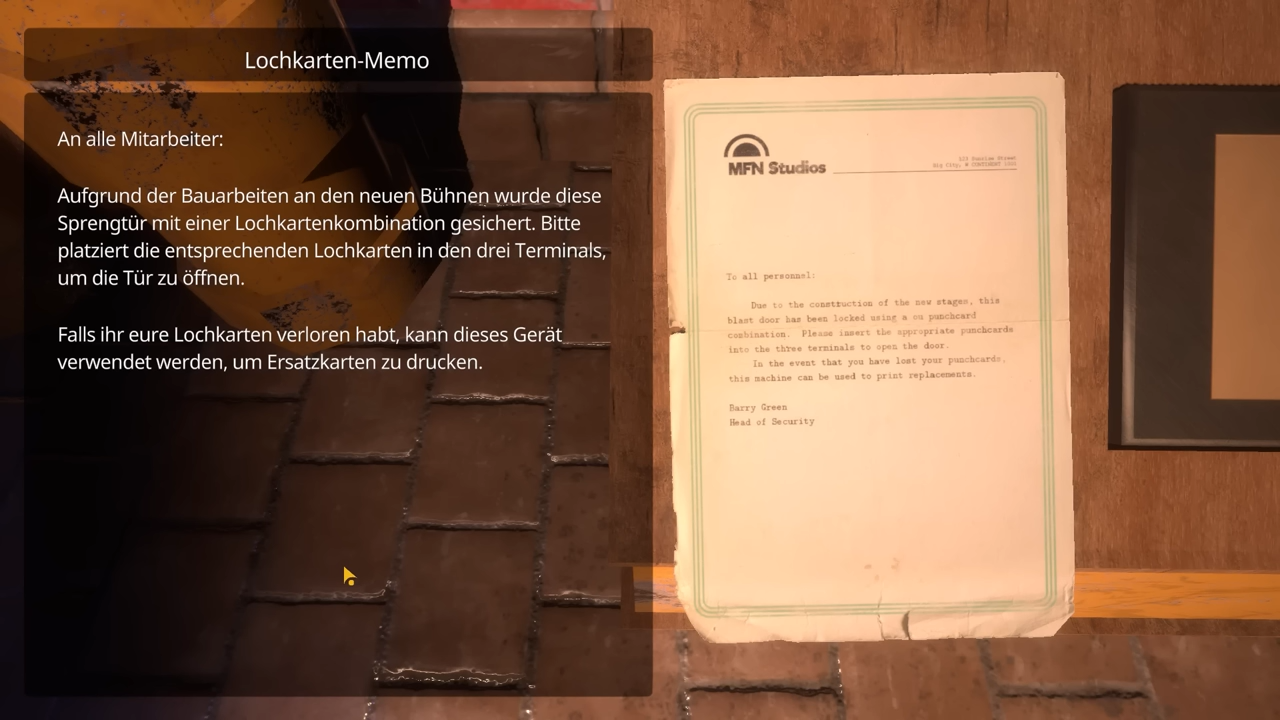 Lochkarten-Memo
An alle Mitarbeiter:
Aufgrund der Bauarbeiten an den neuen Bühnen wurde diese
Sprengtür mit einer Lochkartenkombination gesichert. Bitte
platziert die entsprechenden Lochkarten in den drei Terminals,
um die Tür zu öffnen.
Falls ihr eure Lochkarten verloren habt, kann dieses Gerät
verwendet werden, um Ersatzkarten zu drucken.
MFN Studios
To all personnel:
Due to the construction of the new stages, this
blast door has been locked using a su punchcard
combination. Please insert the appropriate punchcards
into the three terminals to open the door.
In the event that you have lost your punchcards,
this machine can be used to print replacements.
Barry Green
Head of Security